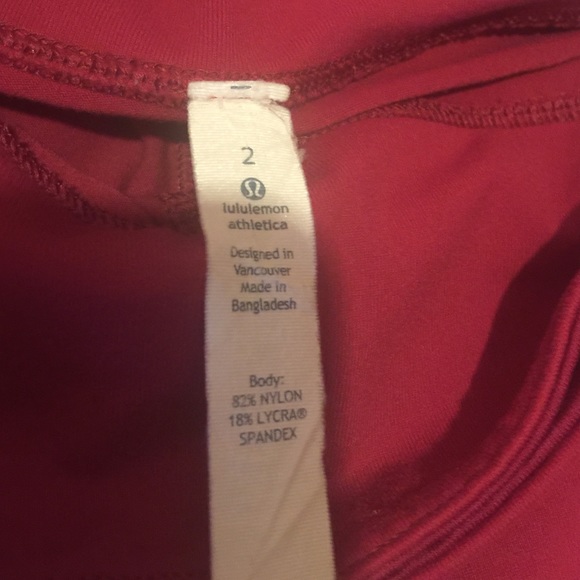 2
lululemon
athletica
Designed in
Vancouver
Made in
Bangladesh
Body:
82% NYLON
18% LYCRA®
SPANDEX